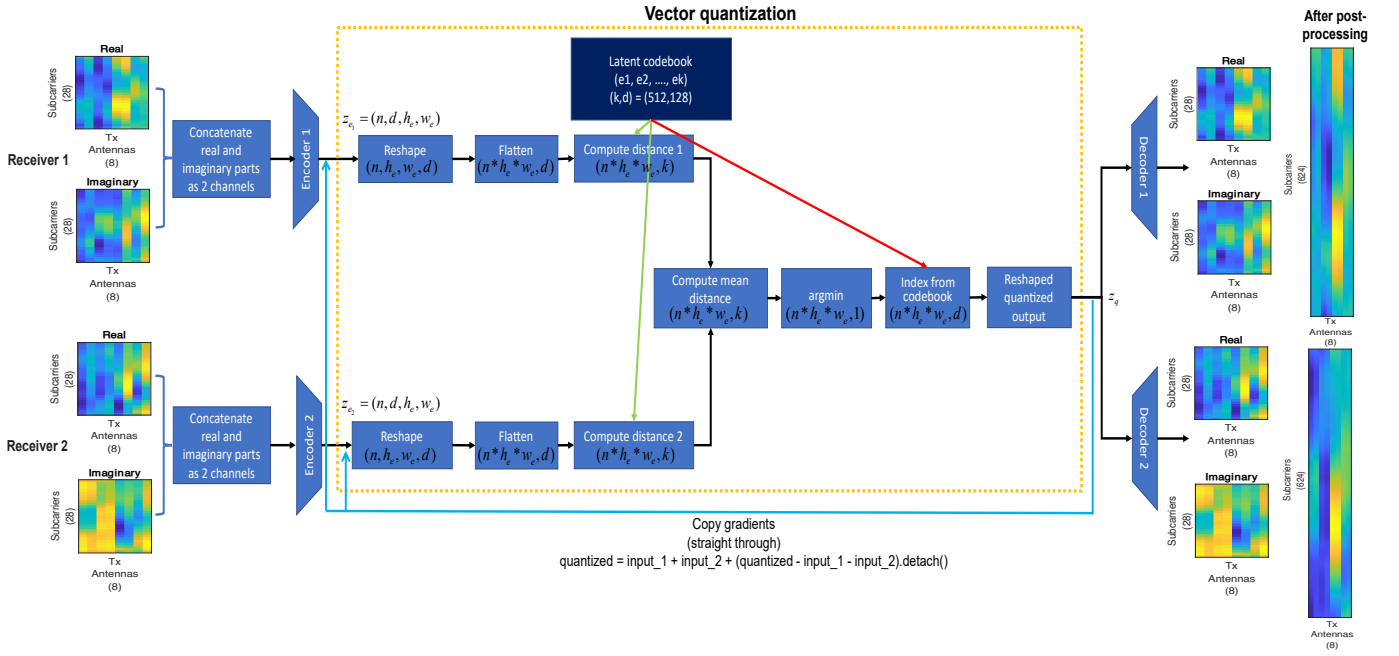 Vector quantization
After post-
processing
Real
Subcarriers
(28)
Tx
Antennas
(8)
Receiver 1
Imaginary
Subcarriers
(28)
Tx
Antennas
(8)
Concatenate
real and
imaginary parts
as 2 channels
Encoder 1
z_{e_1} = (n, d, h_e, w_e)
Reshape
(n, h_e, w_e, d)
Flatten
(n * h_e * w_e, d)
Latent codebook
(e1, e2, ...., ek)
(k,d) = (512,128)
Compute distance 1
(n * h_e * w_e, k)
Real
Subcarriers
(28)
Tx
Antennas
(8)
Receiver 2
Imaginary
Subcarriers
(28)
Tx
Antennas
(8)
Concatenate
real and
imaginary parts
as 2 channels
Encoder 2
z_{e_2} = (n, d, h_e, w_e)
Reshape
(n, h_e, w_e, d)
Flatten
(n * h_e * w_e, d)
Compute distance 2
(n * h_e * w_e, k)
Compute mean
distance
(n * h_e * w_e, k)
argmin
(n * h_e * w_e, 1)
Index from
codebook
(n * h_e * w_e, d)
Reshaped
quantized
output
z_q
Copy gradients
(straight through)
quantized = input_1 + input_2 + (quantized - input_1 - input_2).detach()
Decoder 1
Real
Subcarriers
(28)
Tx
Antennas
(8)
Imaginary
Subcarriers
(28)
Tx
Antennas
(8)
Subcarriers
(624)
Tx
Antennas
(8)
Decoder 2
Real
Subcarriers
(28)
Tx
Antennas
(8)
Imaginary
Subcarriers
(28)
Tx
Antennas
(8)
Subcarriers
(624)
Tx
Antennas
(8)